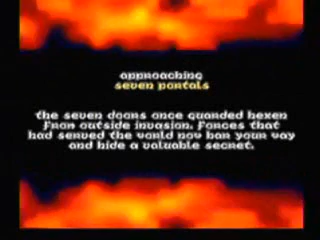 approaching
seven portals
the seven doors once guarded hexen
from outside invasion. forces that
had served the world now bar your way
and hide a valuable secret.